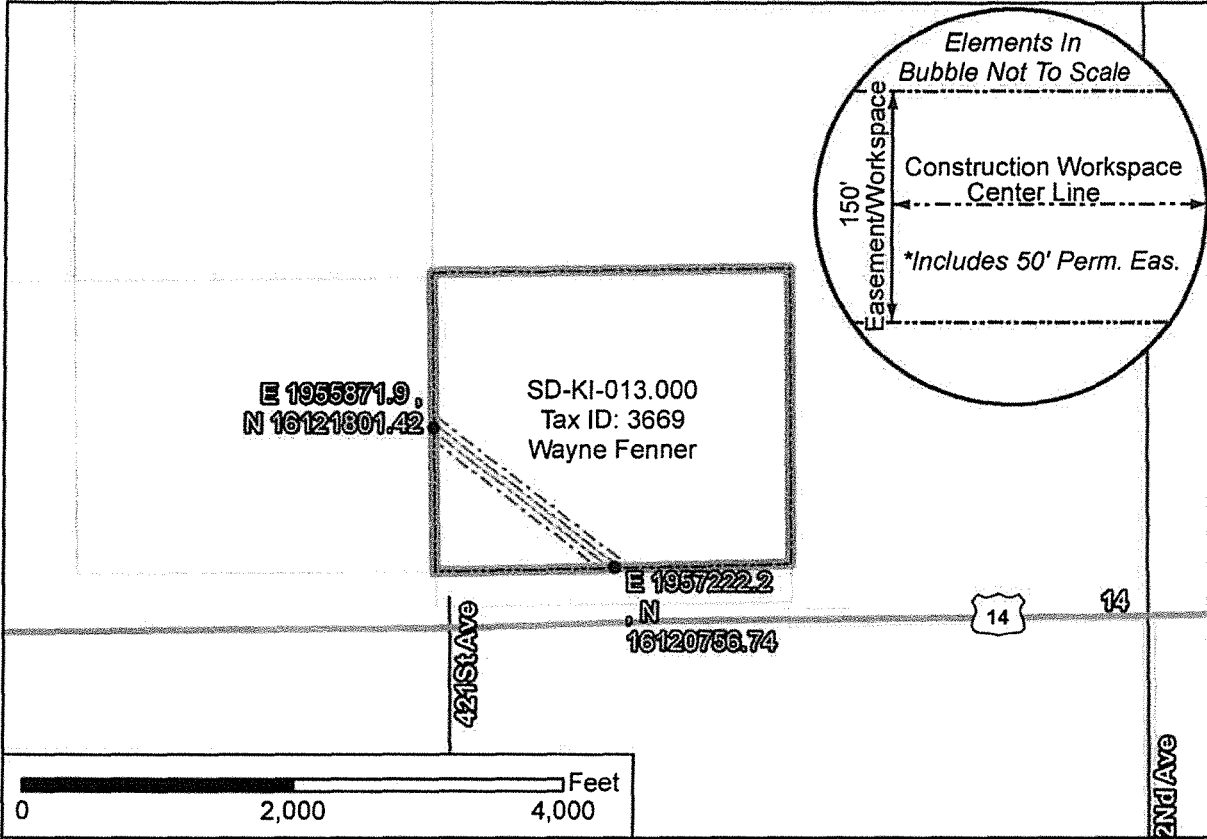 Elements In
Bubble Not To Scale
150'
Easement/Workspace
Construction Workspace
Center Line
*Includes 50' Perm. Eas.
E 1955871.9 ,
N 16121801.42
SD-KI-013.000
Tax ID: 3669
Wayne Fenner
E 1957222.2
, N
16120756.74
14
14
421St Ave
2Nd Ave
Feet
0
2,000
4,000